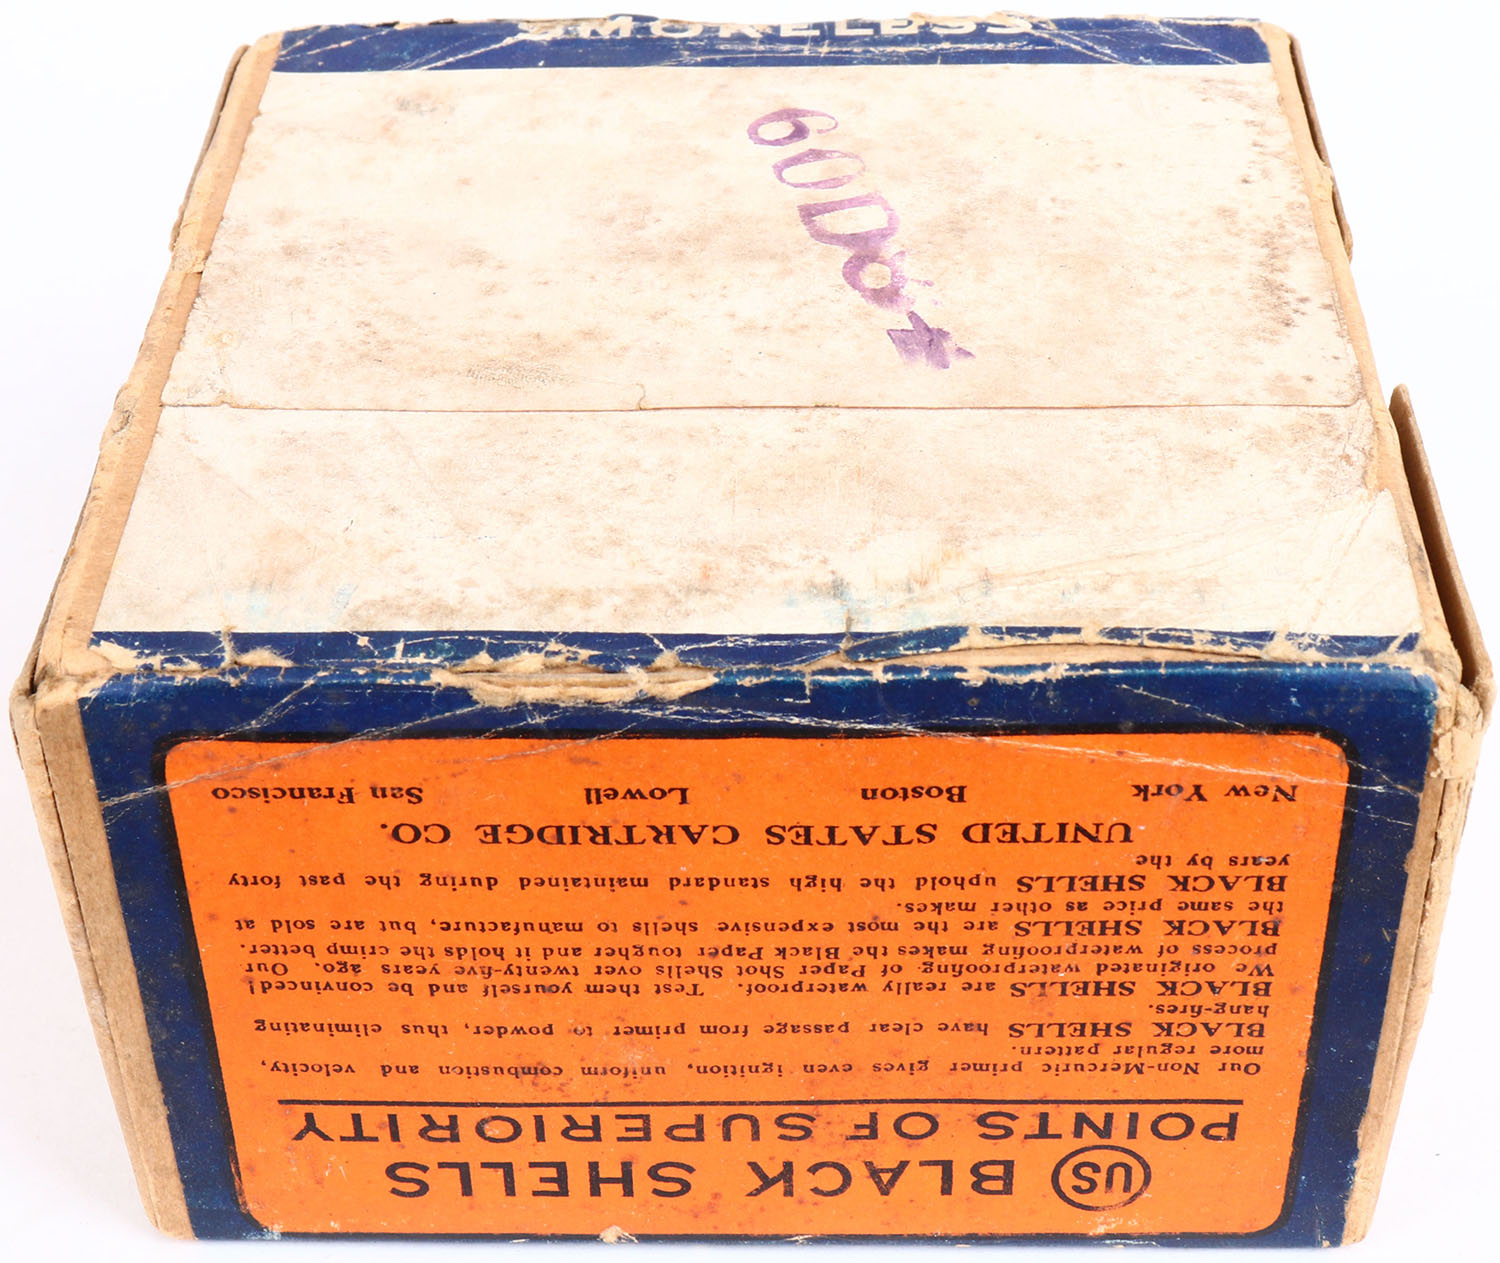 SMOKELESS
60D
US BLACK SHELLS
POINTS OF SUPERIORITY
Our Non-Mercuric primer gives even ignition, uniform combustion and velocity,
more regular pattern.
BLACK SHELLS have clear passage from primer to powder, thus eliminating
hang-fires.
BLACK SHELLS are really waterproof. Test them yourself and be convinced!
We originated waterproofing of Paper Shot Shells over twenty-five years ago. Our
process of waterproofing makes the Black Paper tougher and it holds the crimp better.
BLACK SHELLS are the most expensive shells to manufacture, but are sold at
the same price as other makes.
BLACK SHELLS uphold the high standard maintained during the past forty
years by the
UNITED STATES CARTRIDGE CO.
New York Boston Lowell San Francisco